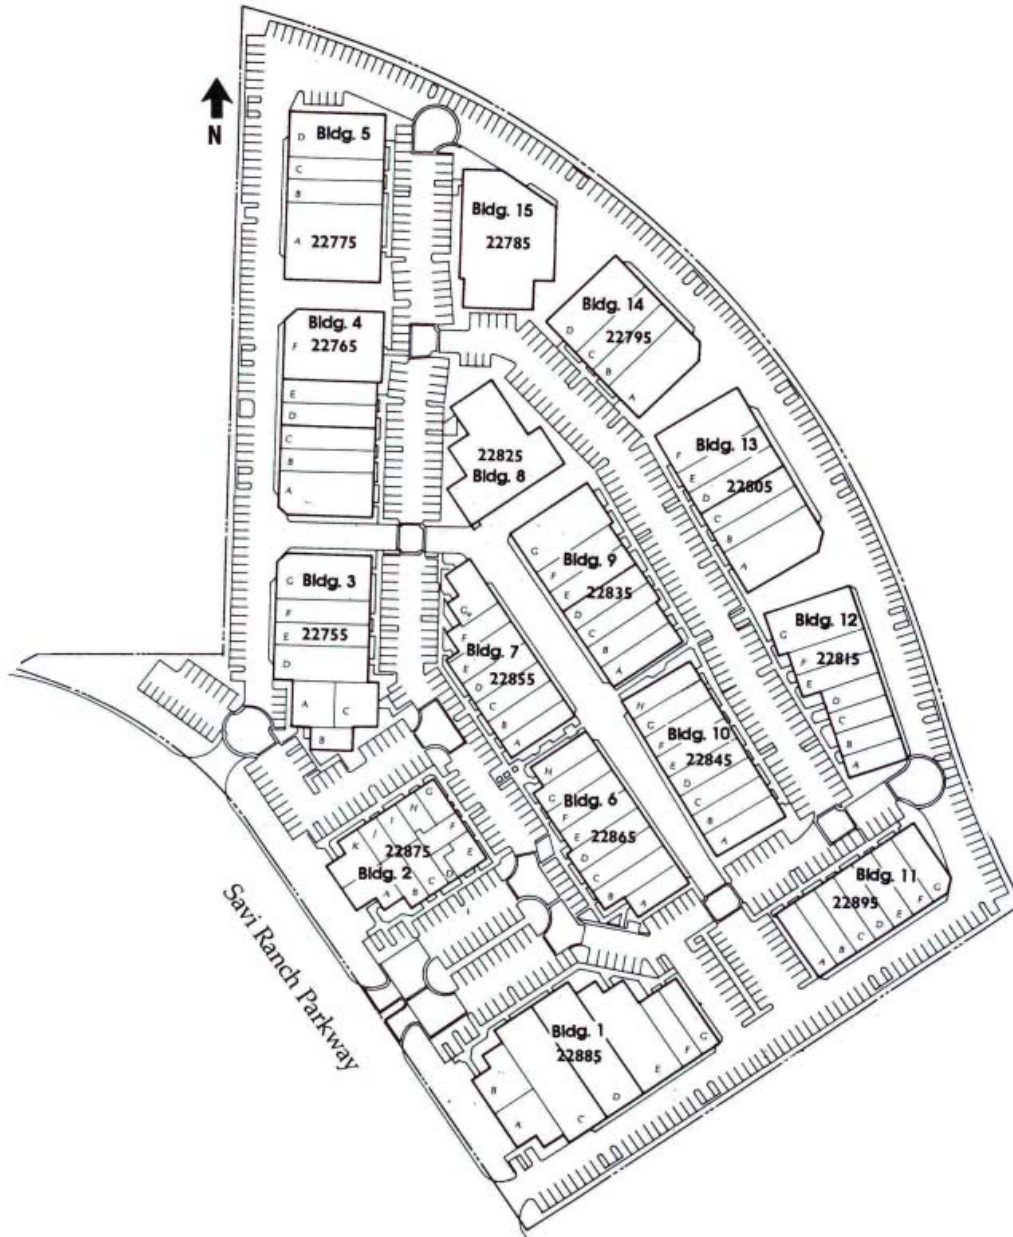 N
Bldg. 5
D
C
B
A
22775
Bldg. 15
22785
Bldg. 4
22765
F
E
D
C
B
A
Bldg. 14
22795
D
C
B
A
22825
Bldg. 8
Bldg. 13
22805
F
E
D
C
B
A
Bldg. 3
22755
G
F
E
D
A
C
B
Bldg. 9
22835
G
F
E
D
C
B
A
Bldg. 7
22855
G
F
E
D
C
B
A
Bldg. 12
22815
G
F
E
D
C
B
A
Bldg. 10
22845
H
G
F
E
D
C
B
A
Bldg. 6
22865
H
G
F
E
D
C
B
A
22875
Bldg. 2
K
J
I
H
G
F
E
D
C
B
A
Bldg. 11
22895
A
B
C
D
E
F
G
Bldg. 1
22885
B
A
C
D
E
F
G
Savi Ranch Parkway